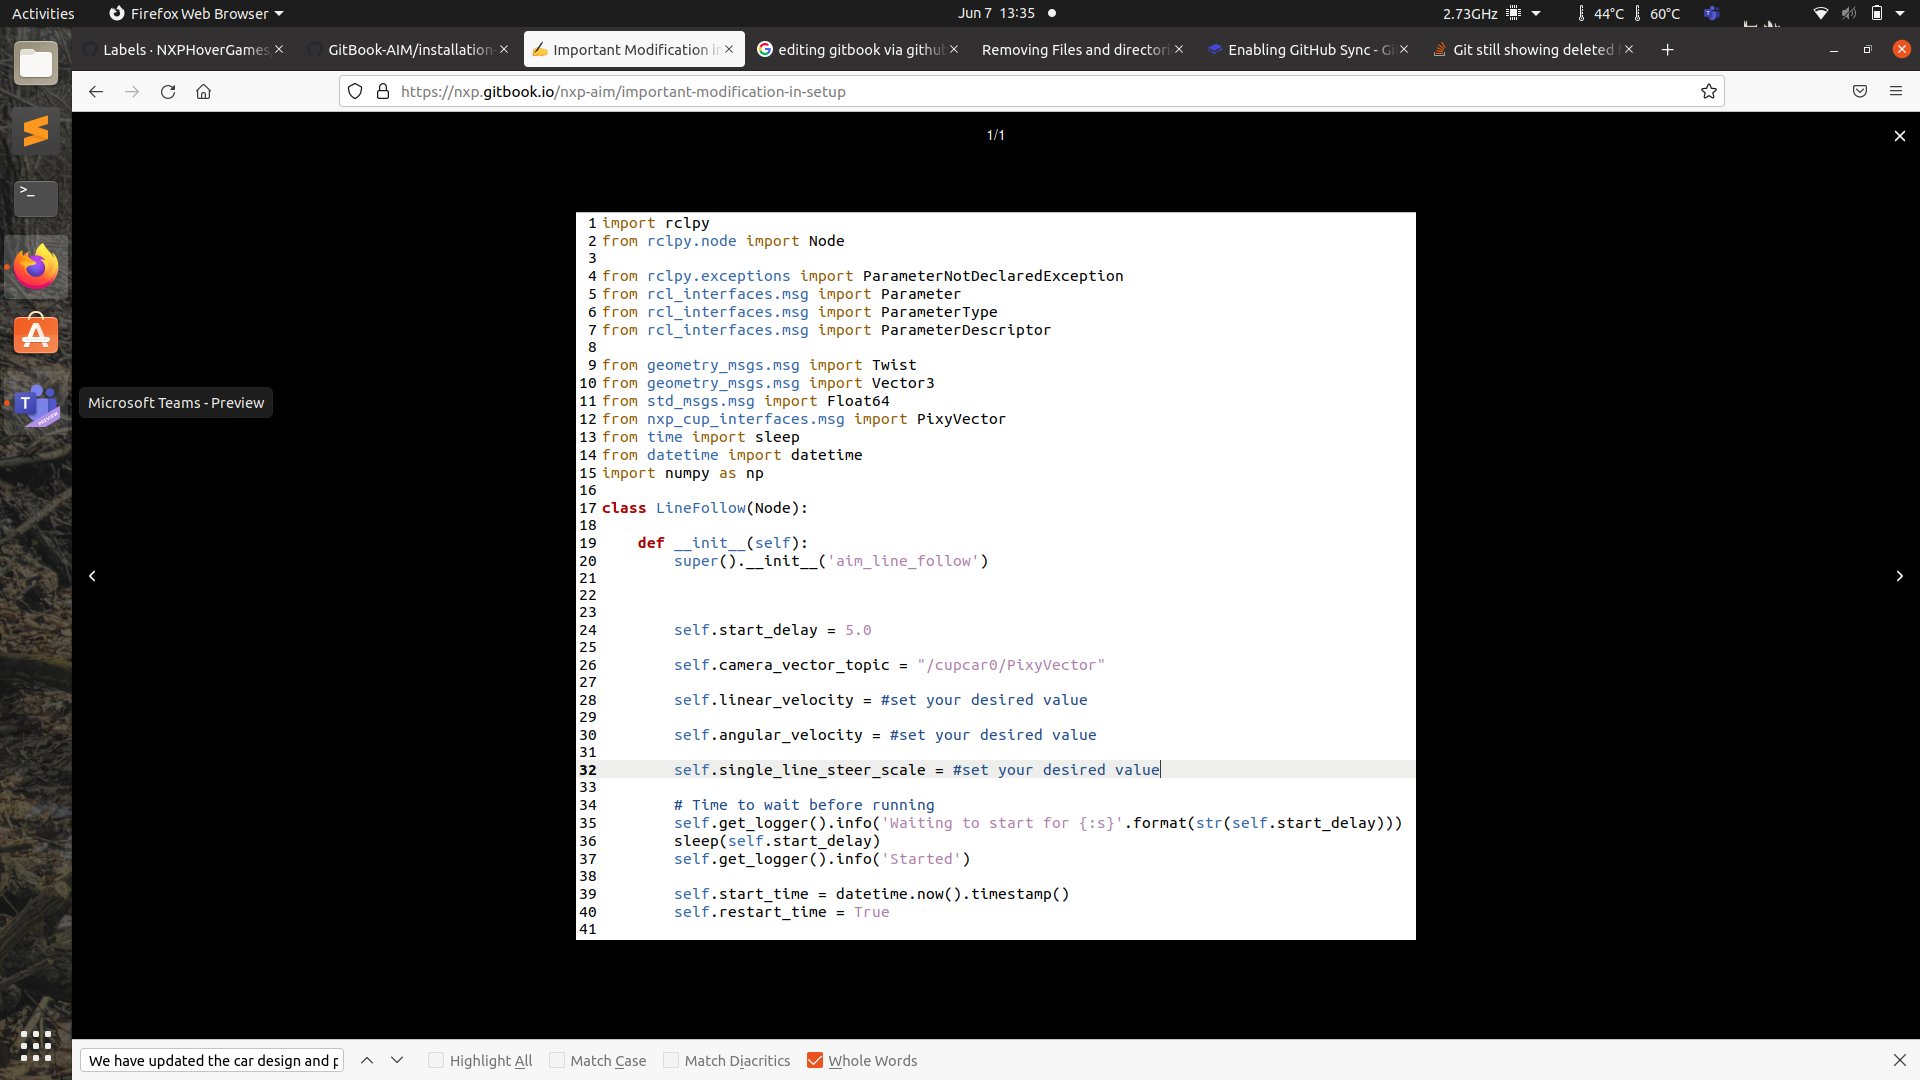 Activities
Firefox Web Browser
Jun 7 13:35
2.73GHz
44°C
60°C
Labels · NXPHoverGames
GitBook-AIM/installation
Important Modification in
editing gitbook via github
Removing Files and directori
Enabling GitHub Sync - Gi
Git still showing deleted
https://nxp.gitbook.io/nxp-aim/important-modification-in-setup
1/1
1 import rclpy
2 from rclpy.node import Node
3
4 from rclpy.exceptions import ParameterNotDeclaredException
5 from rcl_interfaces.msg import Parameter
6 from rcl_interfaces.msg import ParameterType
7 from rcl_interfaces.msg import ParameterDescriptor
8
9 from geometry_msgs.msg import Twist
10 from geometry_msgs.msg import Vector3
11 from std_msgs.msg import Float64
12 from nxp_cup_interfaces.msg import PixyVector
13 from time import sleep
14 from datetime import datetime
15 import numpy as np
16
17 class LineFollow(Node):
18
19 def __init__(self):
20 super().__init__('aim_line_follow')
21
22
23
24 self.start_delay = 5.0
25
26 self.camera_vector_topic = "/cupcar0/PixyVector"
27
28 self.linear_velocity = #set your desired value
29
30 self.angular_velocity = #set your desired value
31
32 self.single_line_steer_scale = #set your desired value
33
34 # Time to wait before running
35 self.get_logger().info('Waiting to start for {:s}'.format(str(self.start_delay)))
36 sleep(self.start_delay)
37 self.get_logger().info('Started')
38
39 self.start_time = datetime.now().timestamp()
40 self.restart_time = True
41
Microsoft Teams - Preview
T
PREVIEW
>_
We have updated the car design and p
Highlight All
Match Case
Match Diacritics
Whole Words